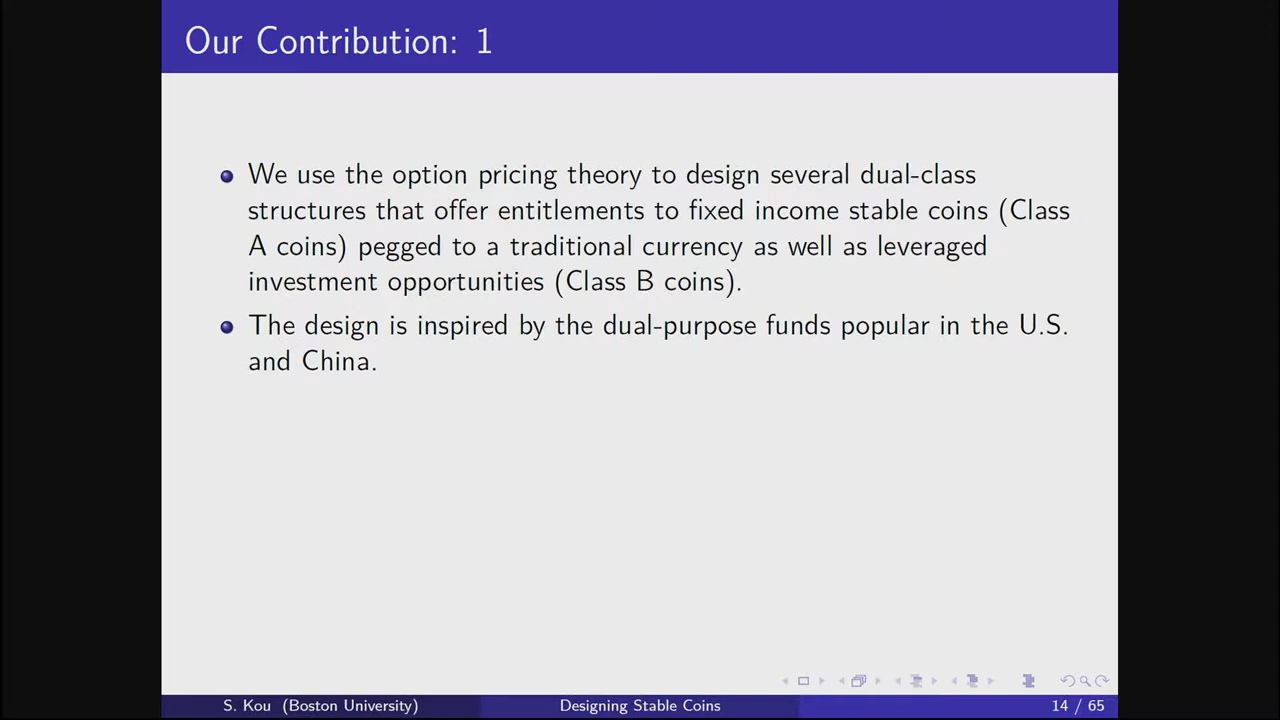 Our Contribution: 1
We use the option pricing theory to design several dual-class
structures that offer entitlements to fixed income stable coins (Class
A coins) pegged to a traditional currency as well as leveraged
investment opportunities (Class B coins).
The design is inspired by the dual-purpose funds popular in the U.S.
and China.
S. Kou (Boston University)
Designing Stable Coins
14 / 65